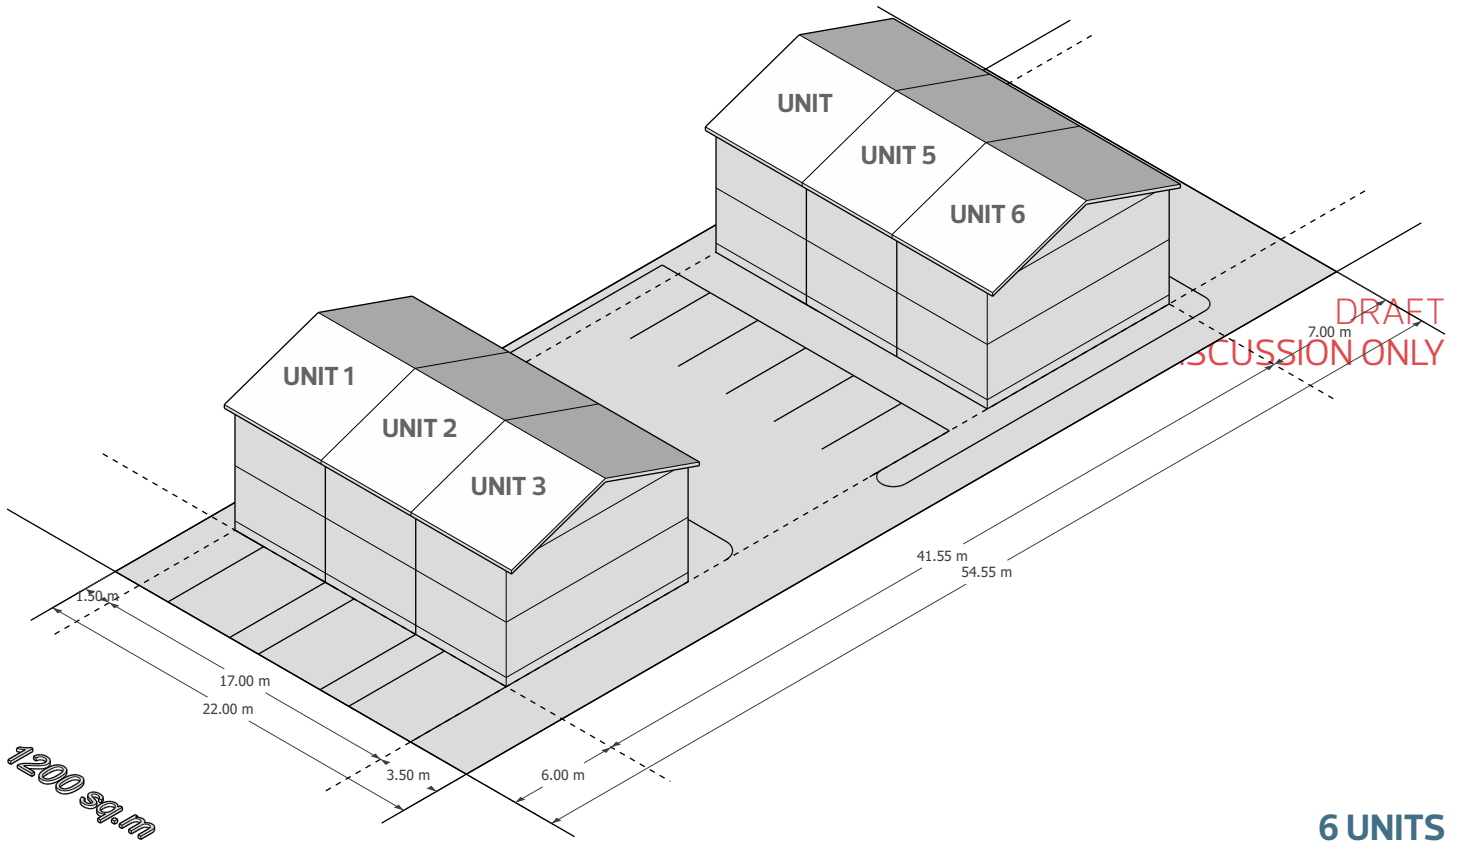 UNIT
UNIT 5
UNIT 6
DRAFT
7.00 m
SCUSSION ONLY
UNIT 1
UNIT 2
UNIT 3
41.55 m
54.55 m
1.50 m
17.00 m
22.00 m
3.50 m
6.00 m
1200 sq.m
6 UNITS